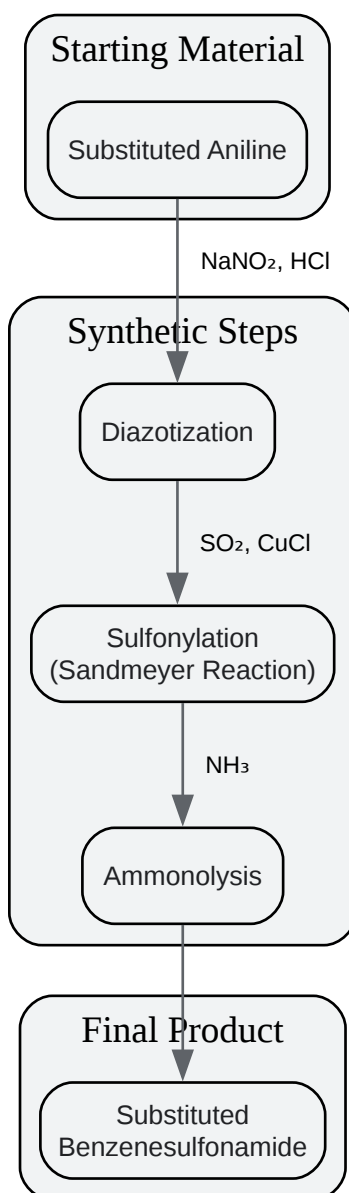 Starting Material
Substituted Aniline
NaNO₂, HCl
Synthetic Steps
Diazotization
SO₂, CuCl
Sulfonylation
(Sandmeyer Reaction)
NH₃
Ammonolysis
Final Product
Substituted
Benzenesulfonamide